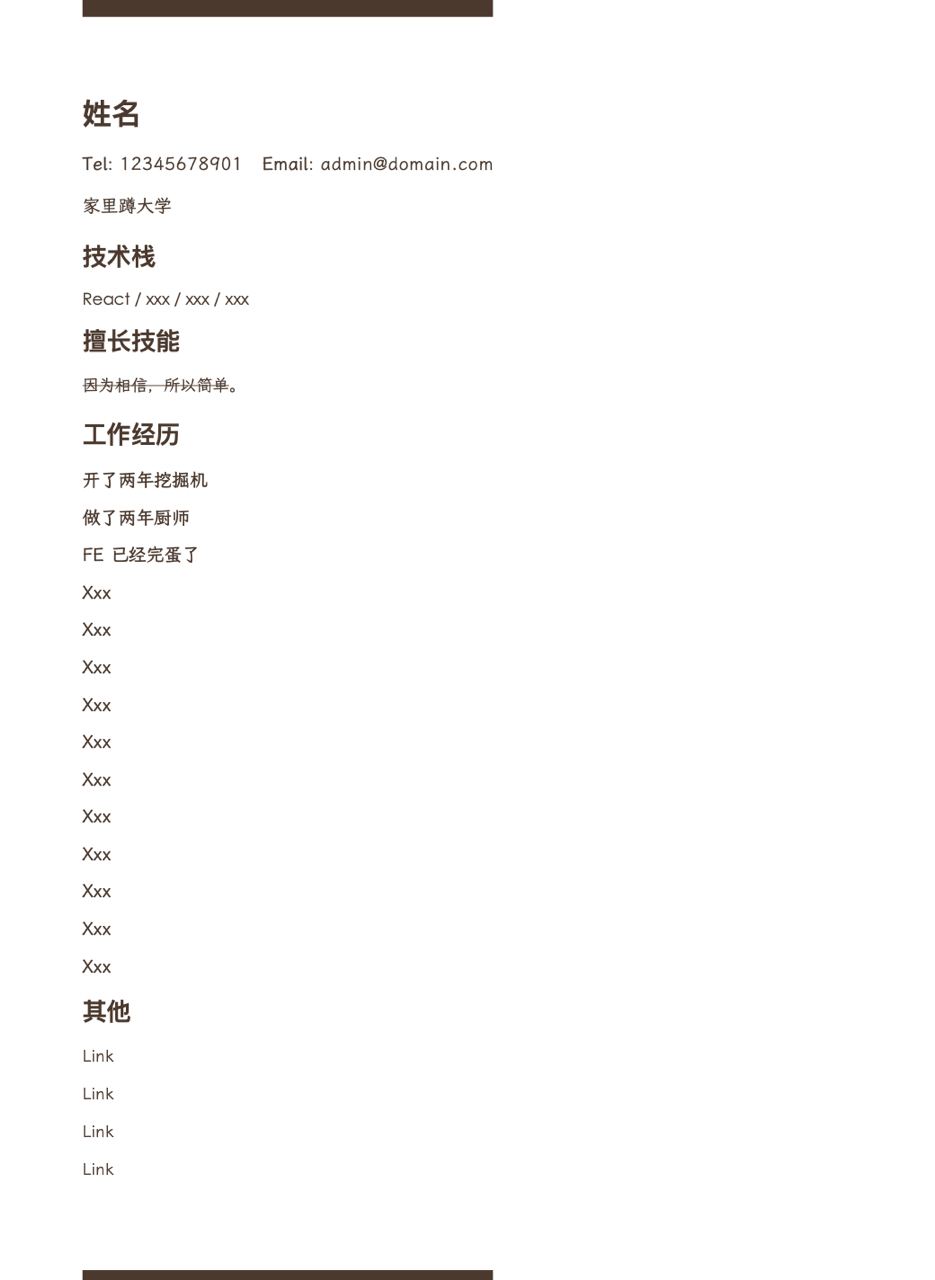 姓名
Tel: 12345678901 Email: admin@domain.com
家里蹲大学
技术栈
React / xxx / xxx / xxx
擅长技能
因为相信，所以简单。
工作经历
开了两年挖掘机
做了两年厨师
FE 已经完蛋了
Xxx
Xxx
Xxx
Xxx
Xxx
Xxx
Xxx
Xxx
Xxx
Xxx
Xxx
其他
Link
Link
Link
Link